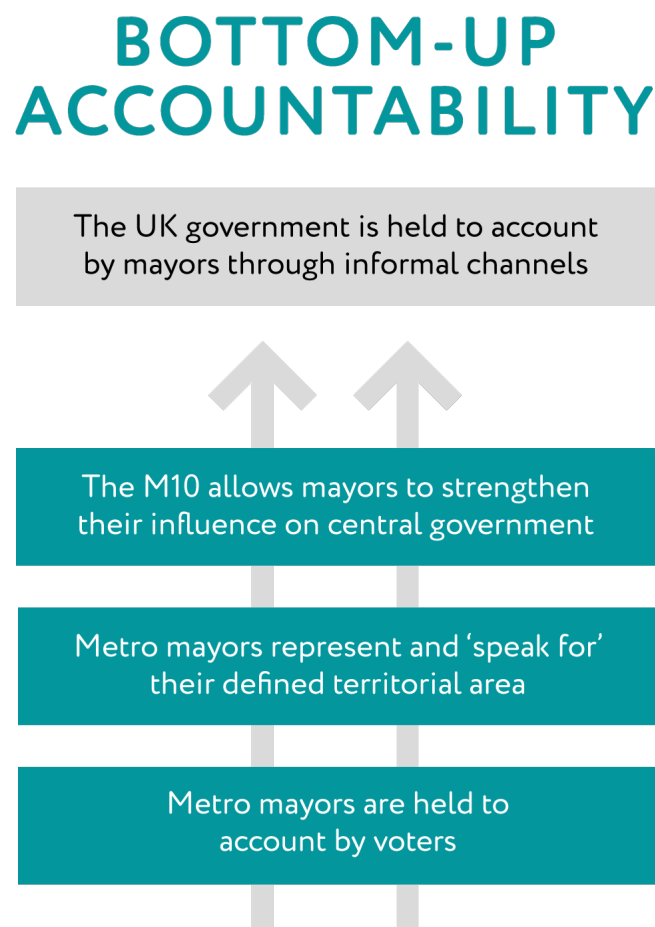 BOTTOM-UP
ACCOUNTABILITY
The UK government is held to account
by mayors through informal channels
The M10 allows mayors to strengthen
their influence on central government
Metro mayors represent and ‘speak for’
their defined territorial area
Metro mayors are held to
account by voters